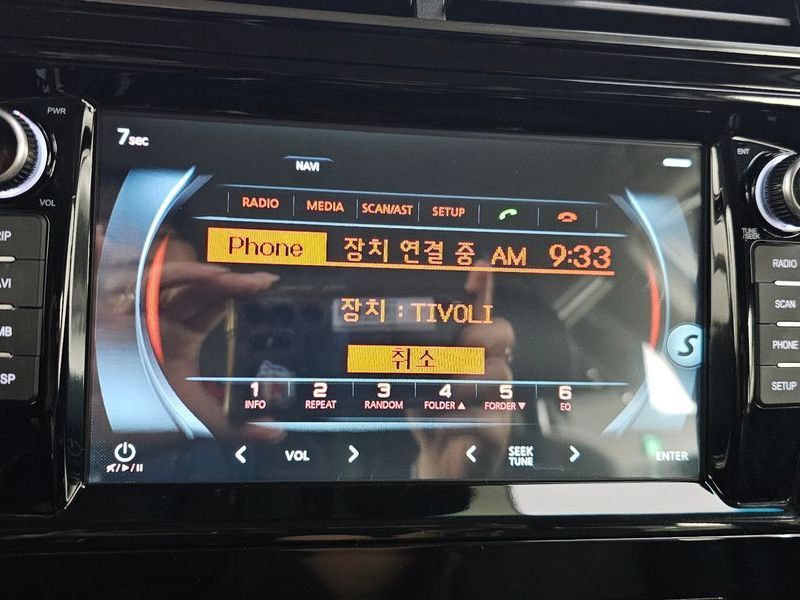 PWR
7 sec
ENT
NAVI
VOL
RADIO MEDIA SCAN/AST SETUP
TUNE/SEEK
Phone 장치 연결 중 AM 9:33
RADIO
SCAN
장치 : TIVOLI
취소
S
PHONE
1 2 3 4 5 6
INFO REPEAT RANDOM FOLDER▲ FORDER▼ EQ
SETUP
< VOL > < SEEK TUNE > ENTER